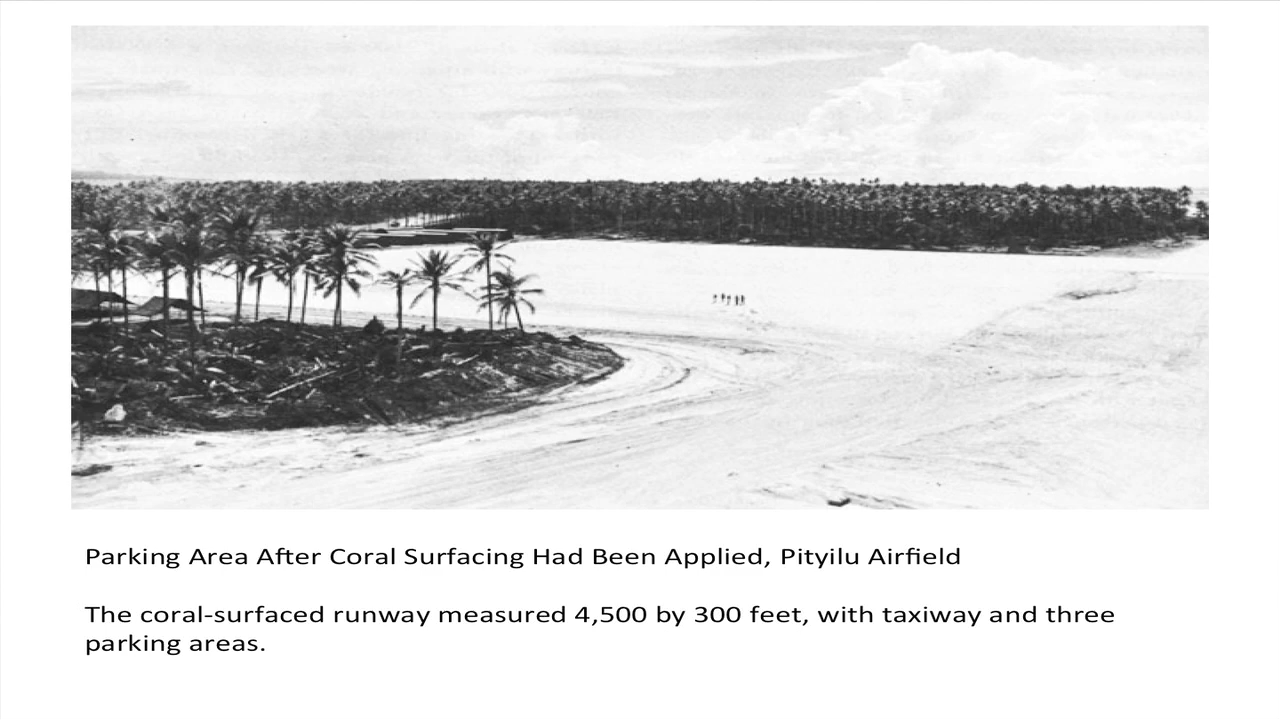 Parking Area After Coral Surfacing Had Been Applied, Pityilu Airfield
The coral-surfaced runway measured 4,500 by 300 feet, with taxiway and three
parking areas.